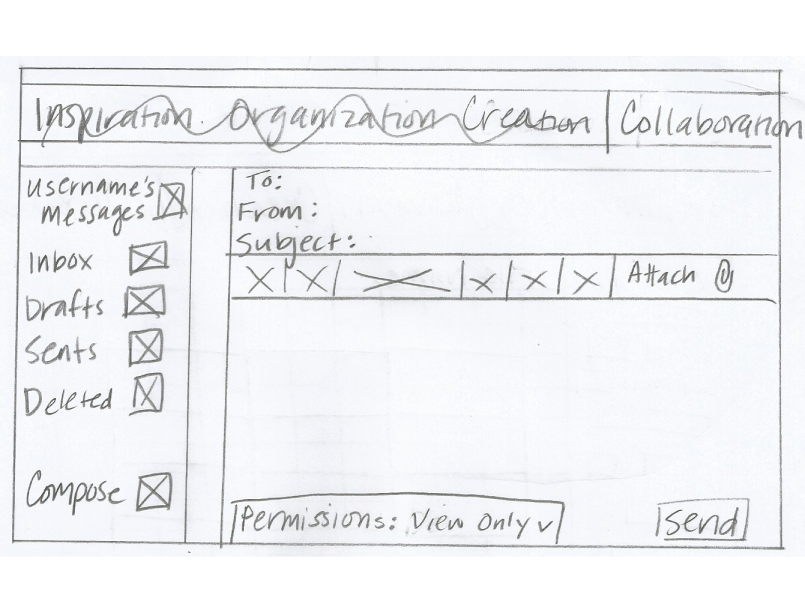 Inspiration. Organization Creation Collaboration
Username's
messages
Inbox
Drafts
Sents
Deleted
Compose
To:
From:
Subject:
Attach
Permissions: View Only
Send